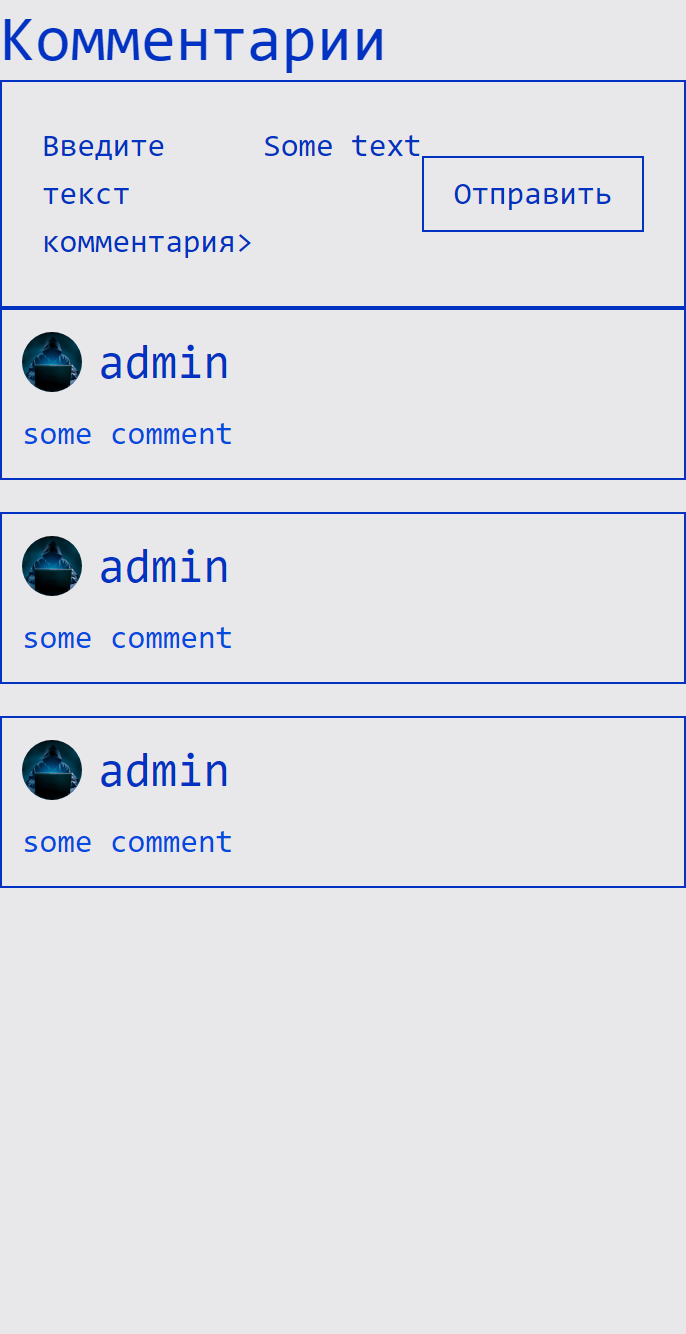 Комментарии
Введите
текст
комментария>
Some text
Отправить
admin
some comment
admin
some comment
admin
some comment